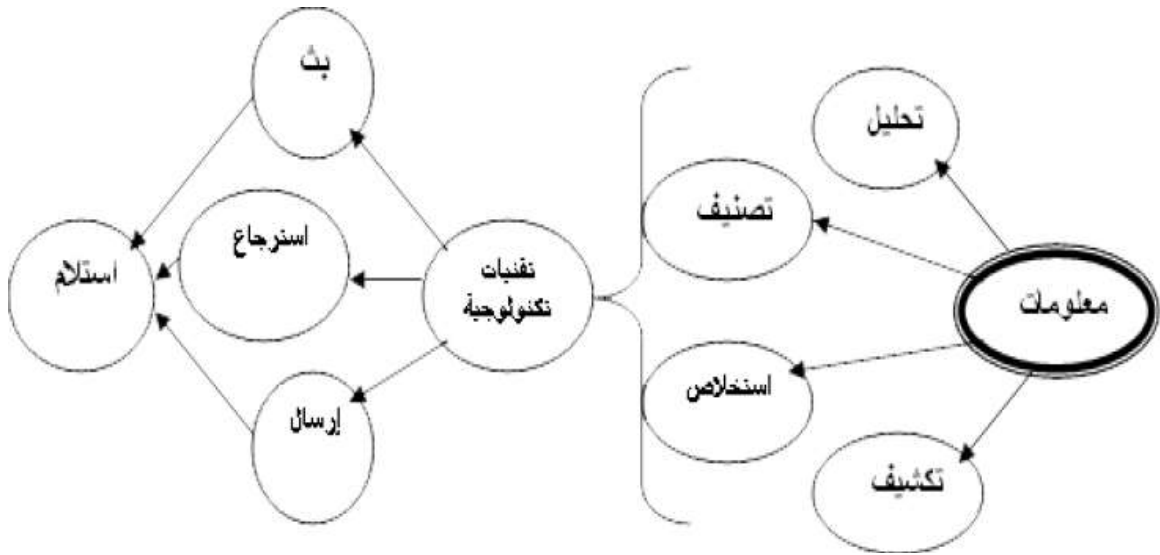 معلومات
تحليل
تصنيف
استخلاص
تكشيف
تقنيات
تكنولوجية
بث
استرجاع
إرسال
استلام